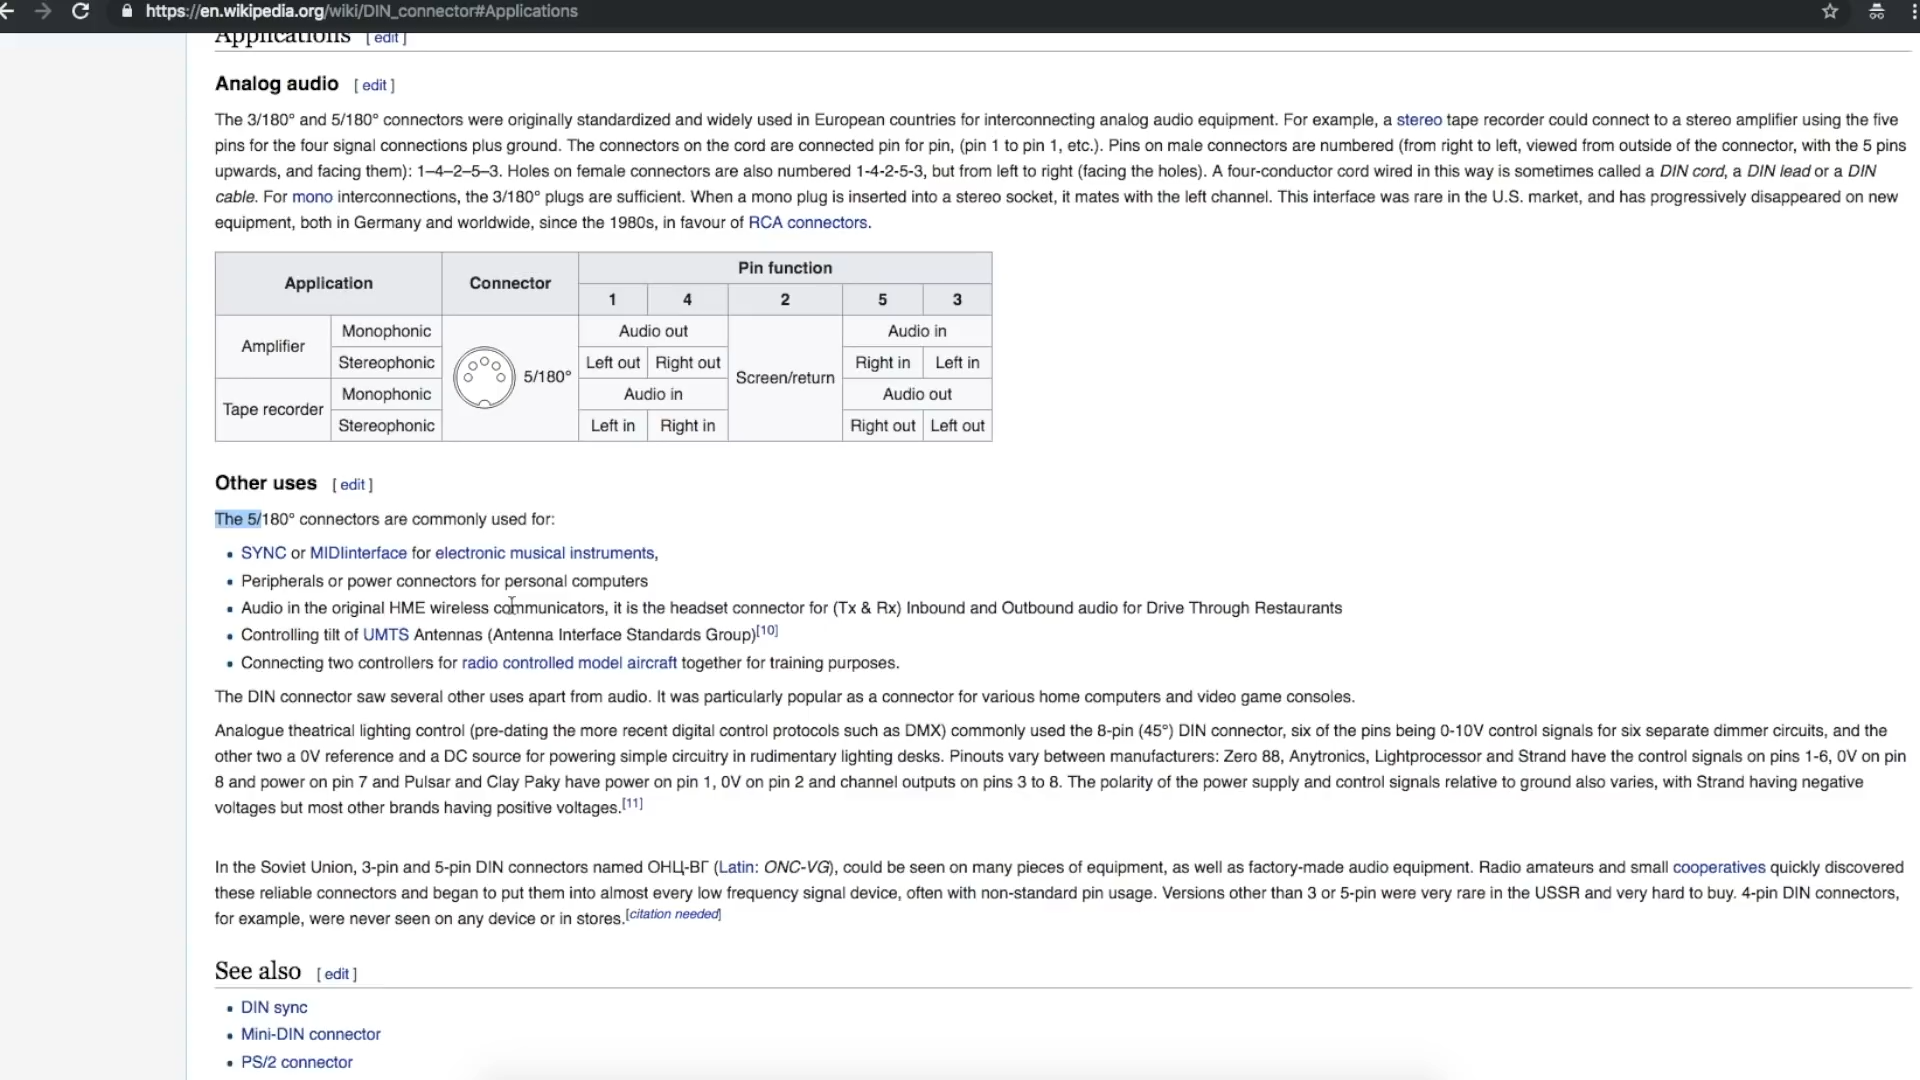 https://en.wikipedia.org/wiki/DIN_connector#Applications
Applications [ edit ]
Analog audio [ edit ]
The 3/180° and 5/180° connectors were originally standardized and widely used in European countries for interconnecting analog audio equipment. For example, a stereo tape recorder could connect to a stereo amplifier using the five
pins for the four signal connections plus ground. The connectors on the cord are connected pin for pin, (pin 1 to pin 1, etc.). Pins on male connectors are numbered (from right to left, viewed from outside of the connector, with the 5 pins
upwards, and facing them): 1–4–2–5–3. Holes on female connectors are also numbered 1-4-2-5-3, but from left to right (facing the holes). A four-conductor cord wired in this way is sometimes called a DIN cord, a DIN lead or a DIN
cable. For mono interconnections, the 3/180° plugs are sufficient. When a mono plug is inserted into a stereo socket, it mates with the left channel. This interface was rare in the U.S. market, and has progressively disappeared on new
equipment, both in Germany and worldwide, since the 1980s, in favour of RCA connectors.
Application Connector Pin function
1 4 2 5 3
Amplifier Monophonic 5/180° Audio out Screen/return Audio in
Stereophonic Left out Right out Right in Left in
Tape recorder Monophonic Audio in Audio out
Stereophonic Left in Right in Right out Left out
Other uses [ edit ]
The 5/180° connectors are commonly used for:
SYNC or MIDIinterface for electronic musical instruments,
Peripherals or power connectors for personal computers
Audio in the original HME wireless communicators, it is the headset connector for (Tx & Rx) Inbound and Outbound audio for Drive Through Restaurants
Controlling tilt of UMTS Antennas (Antenna Interface Standards Group)[10]
Connecting two controllers for radio controlled model aircraft together for training purposes.
The DIN connector saw several other uses apart from audio. It was particularly popular as a connector for various home computers and video game consoles.
Analogue theatrical lighting control (pre-dating the more recent digital control protocols such as DMX) commonly used the 8-pin (45°) DIN connector, six of the pins being 0-10V control signals for six separate dimmer circuits, and the
other two a 0V reference and a DC source for powering simple circuitry in rudimentary lighting desks. Pinouts vary between manufacturers: Zero 88, Anytronics, Lightprocessor and Strand have the control signals on pins 1-6, 0V on pin
8 and power on pin 7 and Pulsar and Clay Paky have power on pin 1, 0V on pin 2 and channel outputs on pins 3 to 8. The polarity of the power supply and control signals relative to ground also varies, with Strand having negative
voltages but most other brands having positive voltages.[11]
In the Soviet Union, 3-pin and 5-pin DIN connectors named ОНЦ-ВГ (Latin: ONC-VG), could be seen on many pieces of equipment, as well as factory-made audio equipment. Radio amateurs and small cooperatives quickly discovered
these reliable connectors and began to put them into almost every low frequency signal device, often with non-standard pin usage. Versions other than 3 or 5-pin were very rare in the USSR and very hard to buy. 4-pin DIN connectors,
for example, were never seen on any device or in stores.[citation needed]
See also [ edit ]
DIN sync
Mini-DIN connector
PS/2 connector